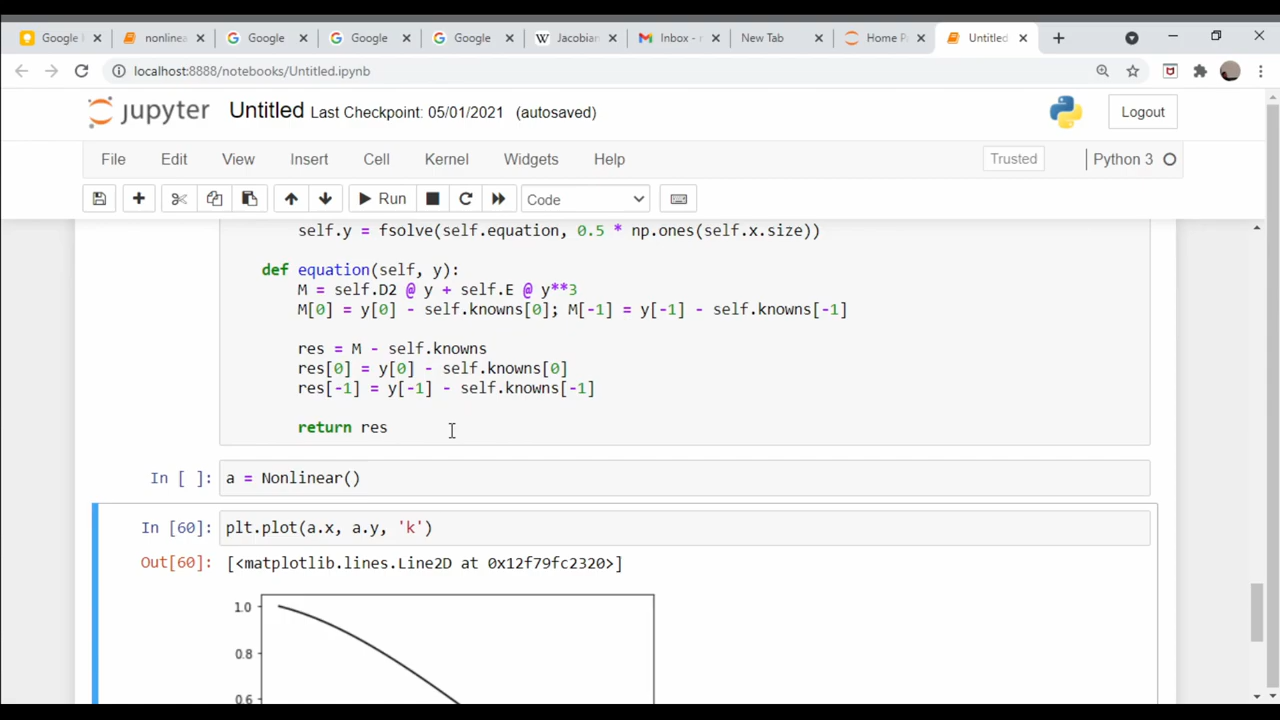 Google
nonlinea
Google
Google
Google
W
Jacobian
Inbox - r
New Tab
Home P
Untitled
localhost:8888/notebooks/Untitled.ipynb
jupyter Untitled Last Checkpoint: 05/01/2021 (autosaved)
Logout
File Edit View Insert Cell Kernel Widgets Help
Trusted
Python 3
Run
Code
self.y = fsolve(self.equation, 0.5 * np.ones(self.x.size))
def equation(self, y):
M = self.D2 @ y + self.E @ y**3
M[0] = y[0] - self.knowns[0]; M[-1] = y[-1] - self.knowns[-1]
res = M - self.knowns
res[0] = y[0] - self.knowns[0]
res[-1] = y[-1] - self.knowns[-1]
return res
In [ ]: a = Nonlinear()
In [60]: plt.plot(a.x, a.y, 'k')
Out[60]: [<matplotlib.lines.Line2D at 0x12f79fc2320>]
1.0
0.8
0.6